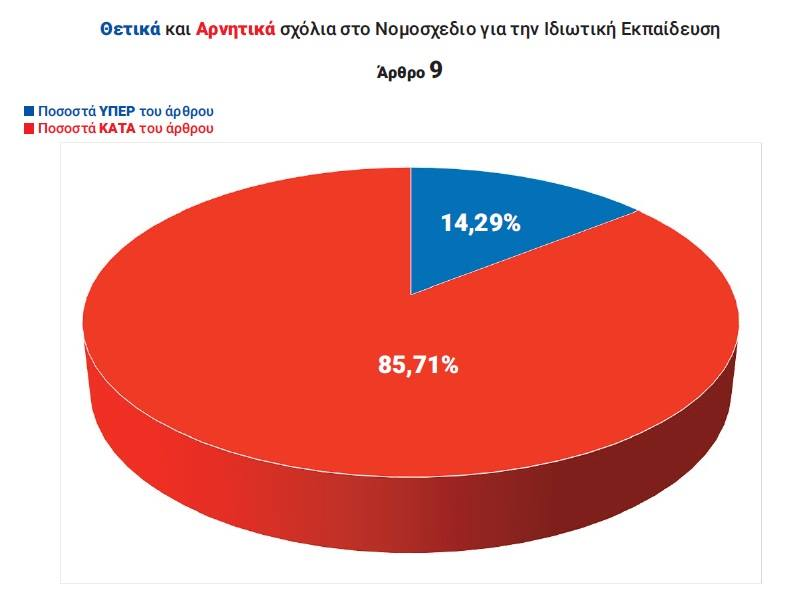 Θετικά και Αρνητικά σχόλια στο Νομοσχεδιο για την Ιδιωτική Εκπαίδευση
Άρθρο 9
Ποσοστά ΥΠΕΡ του άρθρου
Ποσοστά ΚΑΤΑ του άρθρου
14,29%
85,71%